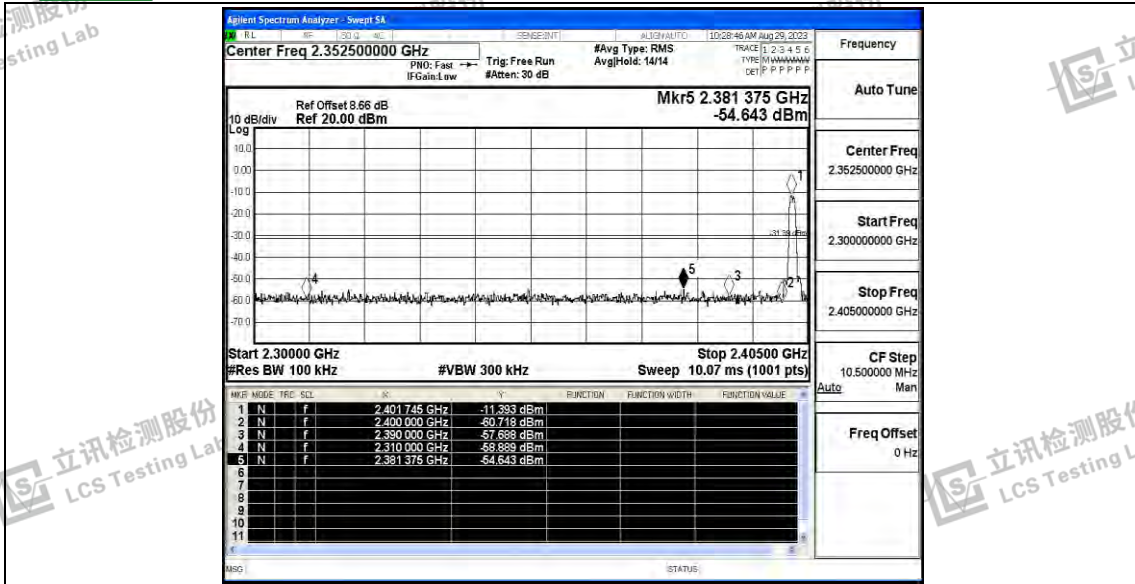 Agilent Spectrum Analyzer - Swept SA
RL RF 50 Ω AC SENSE:INT ALIGN AUTO 10:28:46 AM Aug 29, 2023
Center Freq 2.352500000 GHz
PNO: Fast
IFGain:Low
Trig: Free Run
#Atten: 30 dB
#Avg Type: RMS
Avg|Hold: 14/14
TRACE 1 2 3 4 5 6
TYPE MWWWWW
DET P P P P P P
Ref Offset 8.66 dB
Ref 20.00 dBm
10 dB/div
Log
Mkr5 2.381 375 GHz
-54.643 dBm
10.0
0.00
-10.0
-20.0
-30.0
-40.0
-50.0
-60.0
-70.0
1
2
3
4
5
Start 2.30000 GHz
Stop 2.40500 GHz
#Res BW 100 kHz
#VBW 300 kHz
Sweep 10.07 ms (1001 pts)
MKR MODE TRC SCL X Y FUNCTION FUNCTION WIDTH FUNCTION VALUE
1 N f 2.401 745 GHz -11.393 dBm
2 N f 2.400 000 GHz -60.718 dBm
3 N f 2.390 000 GHz -57.688 dBm
4 N f 2.310 000 GHz -58.889 dBm
5 N f 2.381 375 GHz -54.643 dBm
6
7
8
9
10
11
MSG
STATUS
Frequency
Auto Tune
Center Freq
2.352500000 GHz
Start Freq
2.300000000 GHz
Stop Freq
2.405000000 GHz
CF Step
10.500000 MHz
Auto Man
Freq Offset
0 Hz
立讯检测股份
LCS Testing Lab
立讯检测股份
LCS Testing L